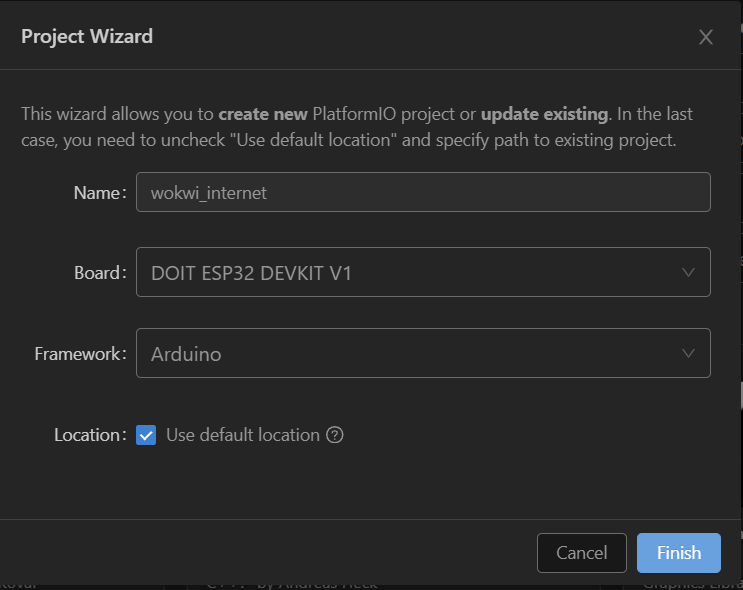 Project Wizard
This wizard allows you to create new PlatformIO project or update existing. In the last
case, you need to uncheck "Use default location" and specify path to existing project.
Name: wokwi_internet
Board: DOIT ESP32 DEVKIT V1
Framework: Arduino
Location: Use default location
Cancel Finish